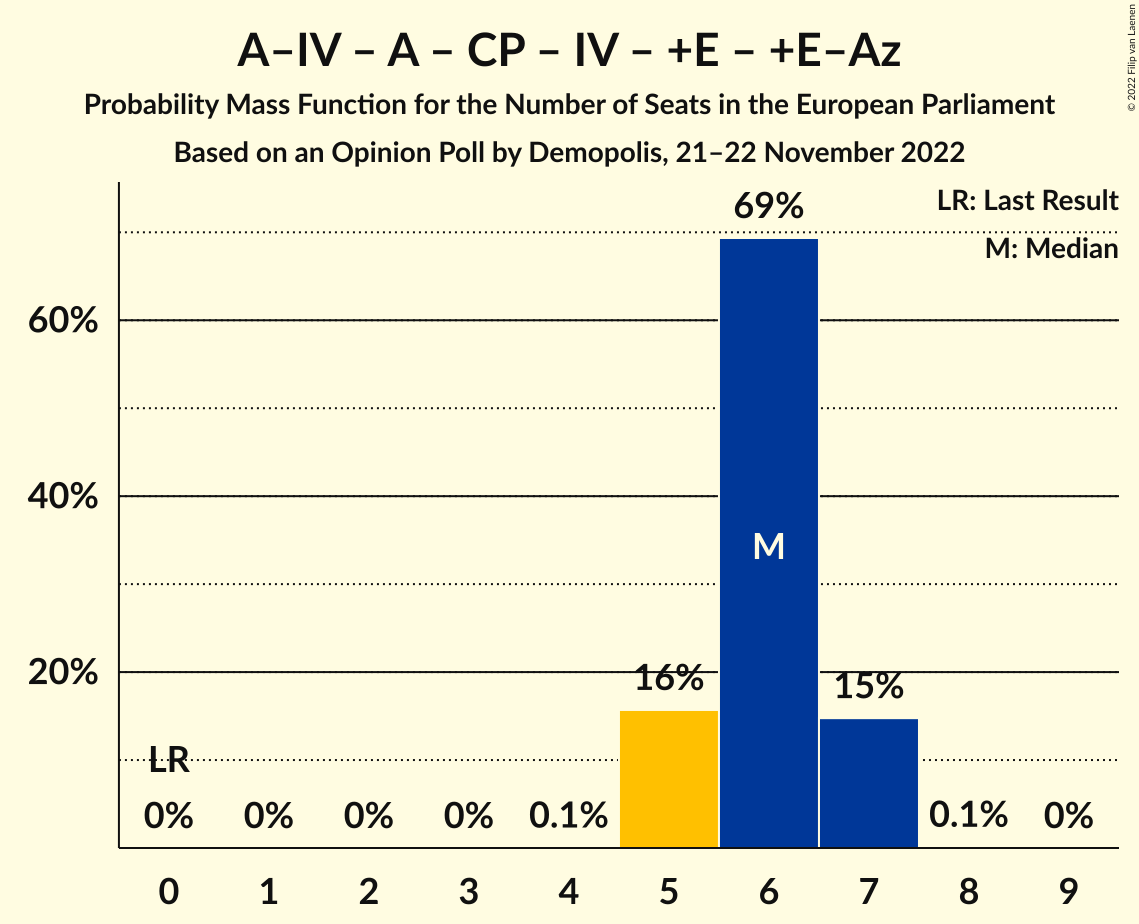 A–IV – A – CP – IV – +E – +E–Az
Probability Mass Function for the Number of Seats in the European Parliament
Based on an Opinion Poll by Demopolis, 21–22 November 2022
© 2022 Filip van Laenen
LR: Last Result
M: Median
69%
60%
40%
M
20%
16%
15%
LR
0%
0%
0%
0%
0.1%
0.1%
0%
0
1
2
3
4
5
6
7
8
9